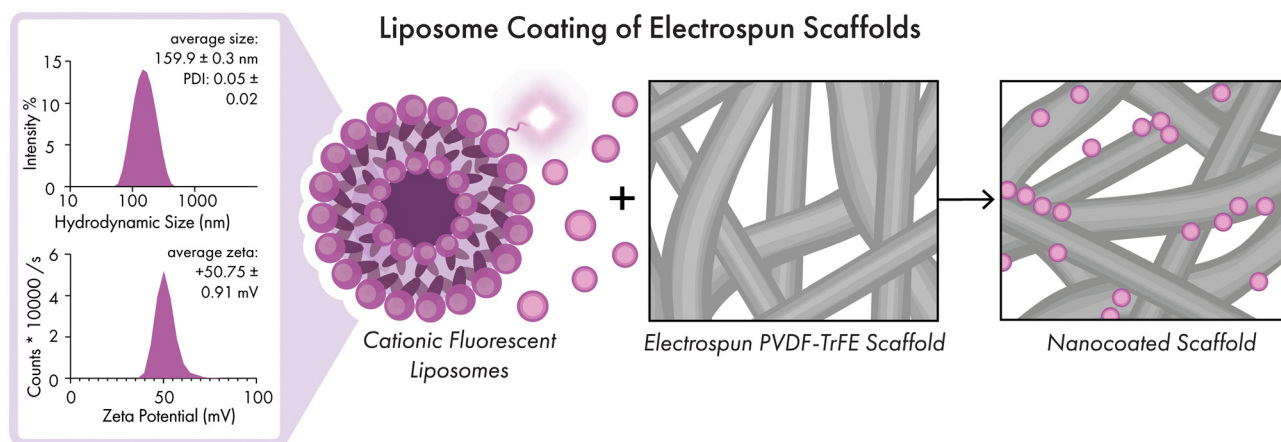 Liposome Coating of Electrospun Scaffolds
average size:
159.9 ± 0.3 nm
PDI: 0.05 ±
0.02
15
10
5
0
Intensity %
10
100
1000
Hydrodynamic Size (nm)
average zeta:
+50.75 ±
0.91 mV
6
4
2
0
Counts * 10000 /s
0
50
100
Zeta Potential (mV)
Cationic Fluorescent
Liposomes
+
Electrospun PVDF-TrFE Scaffold
Nanocoated Scaffold